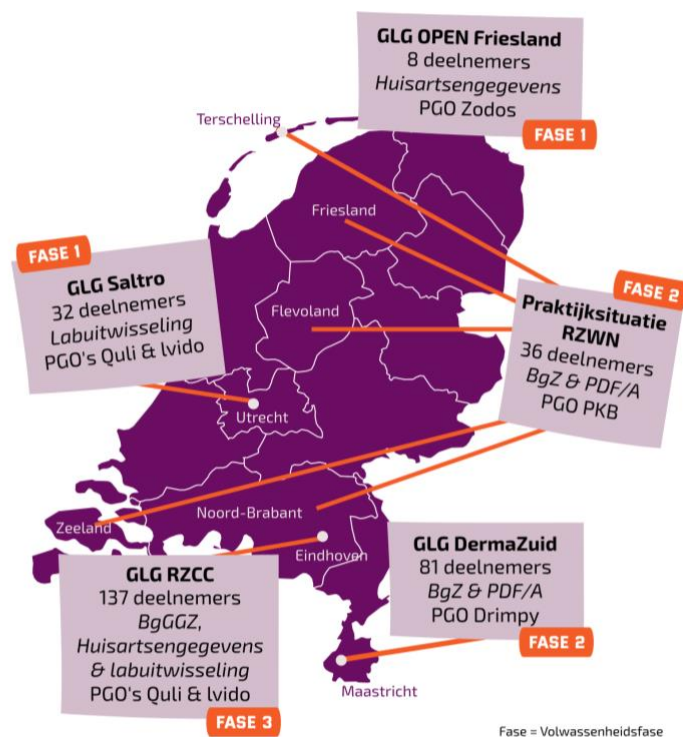 GLG OPEN Friesland
8 deelnemers
Huisartsengegevens
PGO Zodos
FASE 1
Terschelling
Friesland
FASE 1
GLG Saltro
32 deelnemers
Labuitwisseling
PGO's Quli & Ivido
Flevoland
FASE 2
Praktijksituatie
RZWN
36 deelnemers
BgZ & PDF/A
PGO PKB
Utrecht
Zeeland
Noord-Brabant
Eindhoven
GLG RZCC
137 deelnemers
BgGGZ,
Huisartsengegevens
& labuitwisseling
PGO's Quli & Ivido
FASE 3
GLG DermaZuid
81 deelnemers
BgZ & PDF/A
PGO Drimpy
FASE 2
Maastricht
Fase = Volwassenheidsfase